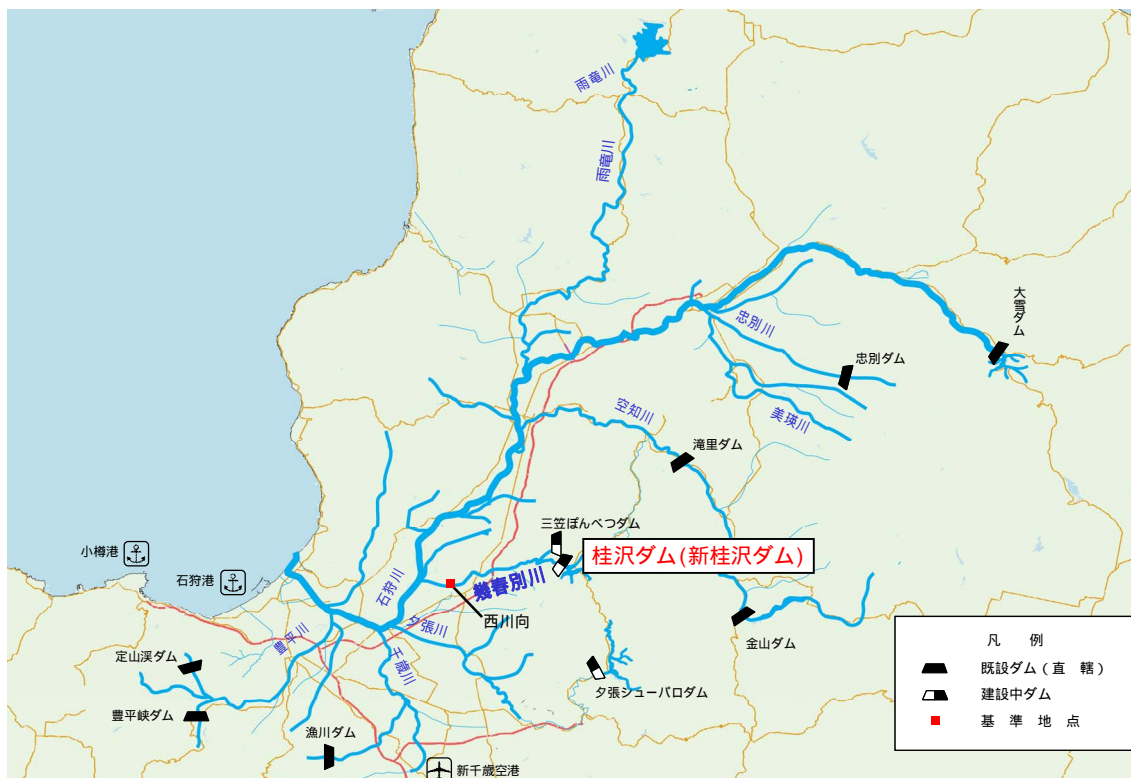 雨竜川
雨竜川
大雪ダム
忠別川
忠別ダム
美瑛川
空知川
滝里ダム
三笠ぽんべつダム
桂沢ダム(新桂沢ダム)
小樽港
石狩港
石狩川
幾春別川
西川向
夕張川
豊平川
千歳川
金山ダム
定山渓ダム
夕張シューパロダム
豊平峡ダム
漁川ダム
新千歳空港
凡 例
既設ダム(直 轄)
建設中ダム
基 準 地 点